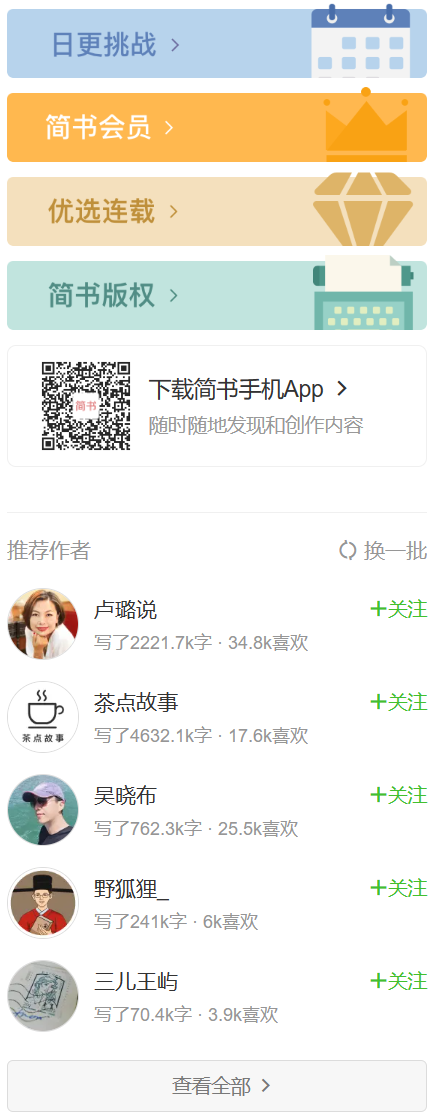 日更挑战
简书会员
优选连载
简书版权
简书
下载简书手机App
随时随地发现和创作内容
推荐作者 换一批
卢璐说 +关注
写了2221.7k字 · 34.8k喜欢
茶点故事 +关注
茶点故事
写了4632.1k字 · 17.6k喜欢
吴晓布 +关注
写了762.3k字 · 25.5k喜欢
野狐狸_ +关注
写了241k字 · 6k喜欢
三儿王屿 +关注
写了70.4k字 · 3.9k喜欢
查看全部